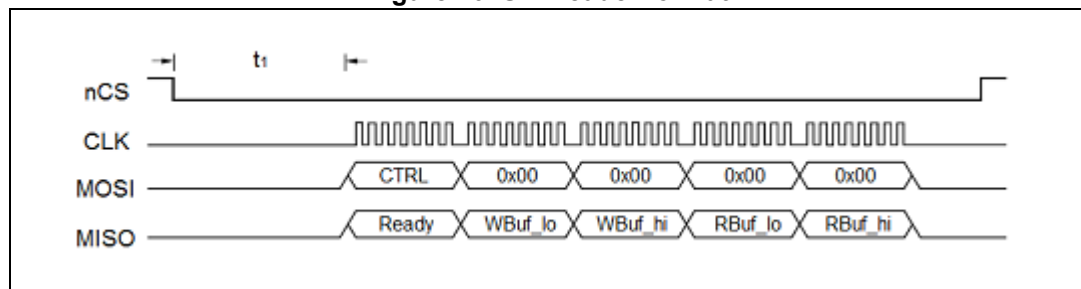 t1
nCS
CLK
MOSI CTRL 0x00 0x00 0x00 0x00
MISO Ready WBuf_lo WBuf_hi RBuf_lo RBuf_hi